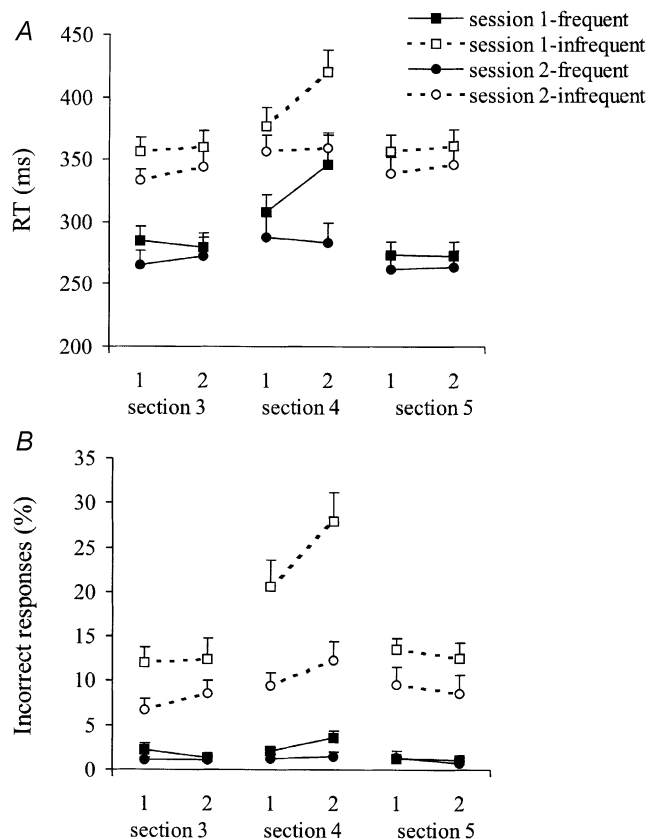 A
session 1-frequent
session 1-infrequent
session 2-frequent
session 2-infrequent
450
400
350
300
250
200
RT (ms)
1 2 1 2 1 2
section 3 section 4 section 5
B
35
30
25
20
15
10
5
0
Incorrect responses (%)
1 2 1 2 1 2
section 3 section 4 section 5